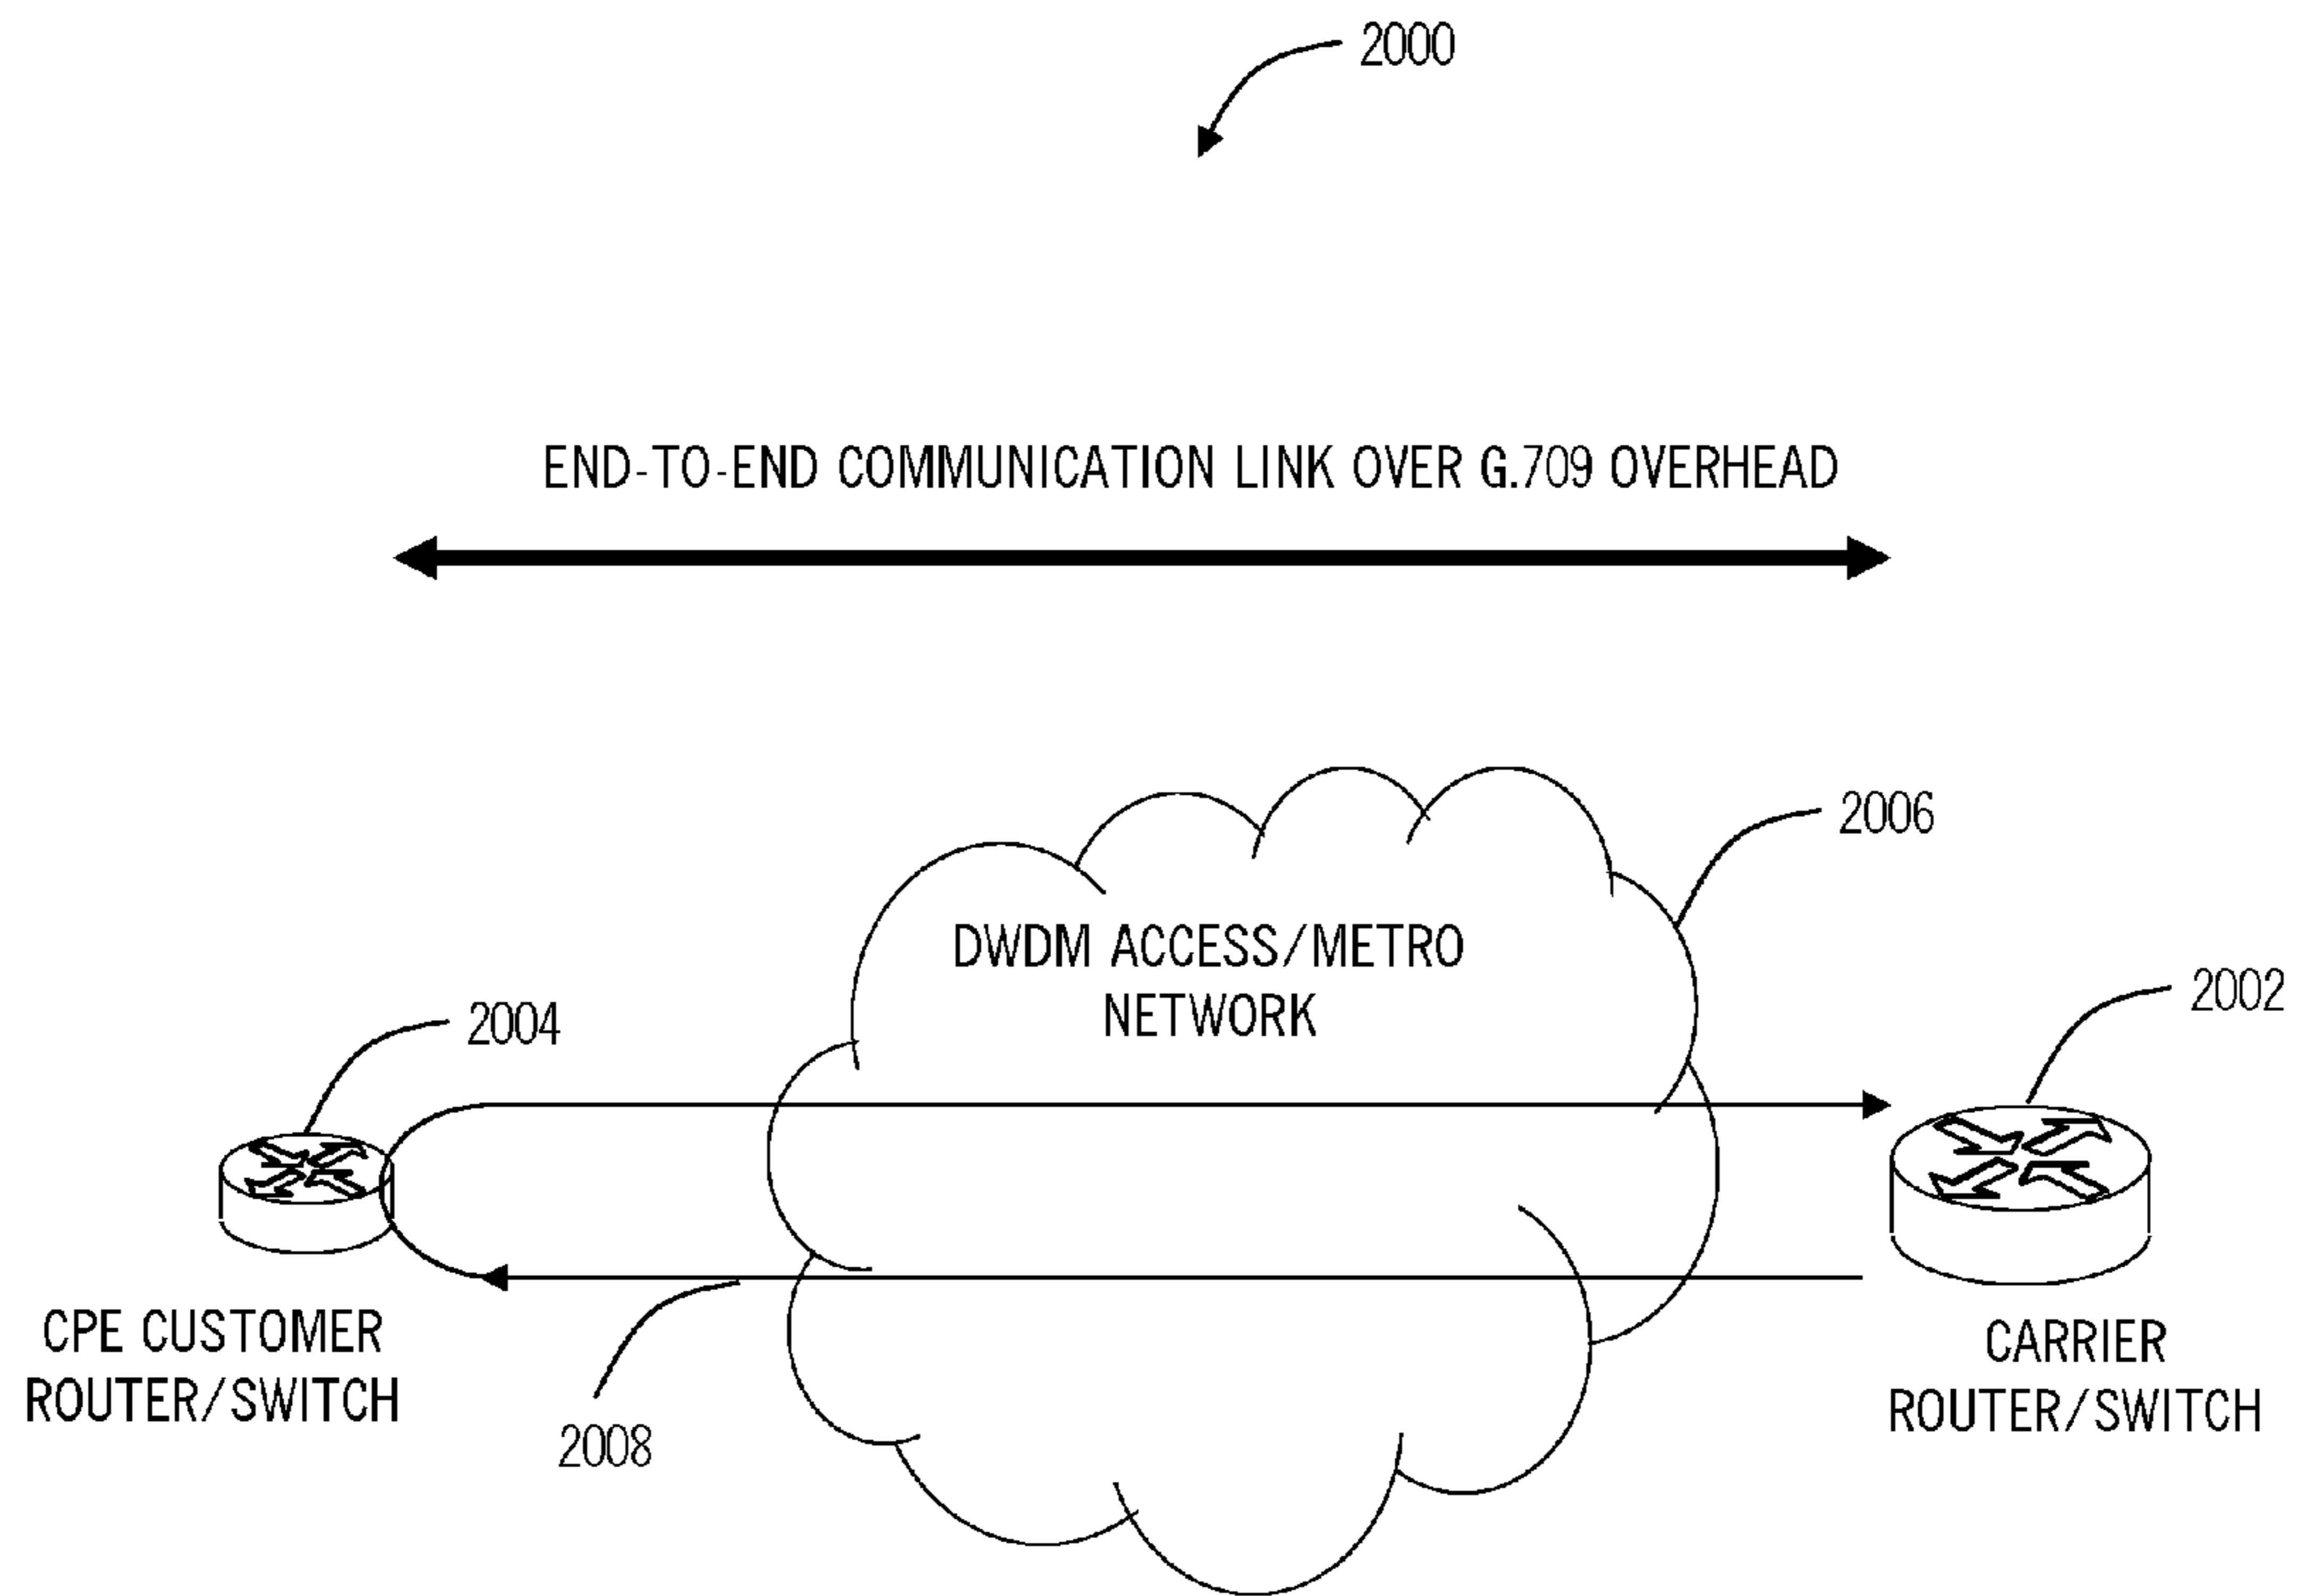 2000
END-TO-END COMMUNICATION LINK OVER G.709 OVERHEAD
2006
DWDM ACCESS/METRO
NETWORK
2002
2004
CPE CUSTOMER
ROUTER/SWITCH
CARRIER
ROUTER/SWITCH
2008